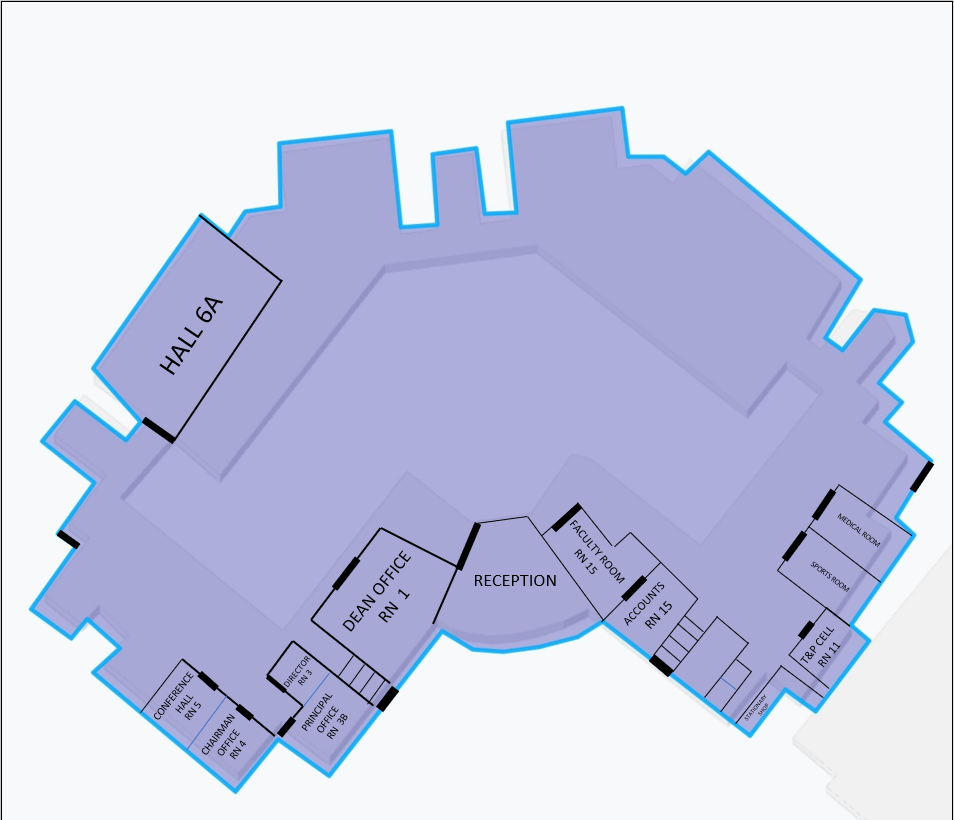 HALL 6A
DEAN OFFICE
RN 1
RECEPTION
FACULTY ROOM
RN 15
ACCOUNTS
RN 15
MEDICAL ROOM
SPORTS ROOM
T&P CELL
RN 11
STATIONARY
SHOP
DIRECTOR
RN 3
PRINCIPAL
OFFICE
RN 3B
CONFERENCE
HALL
RN 5
CHAIRMAN
OFFICE
RN 4